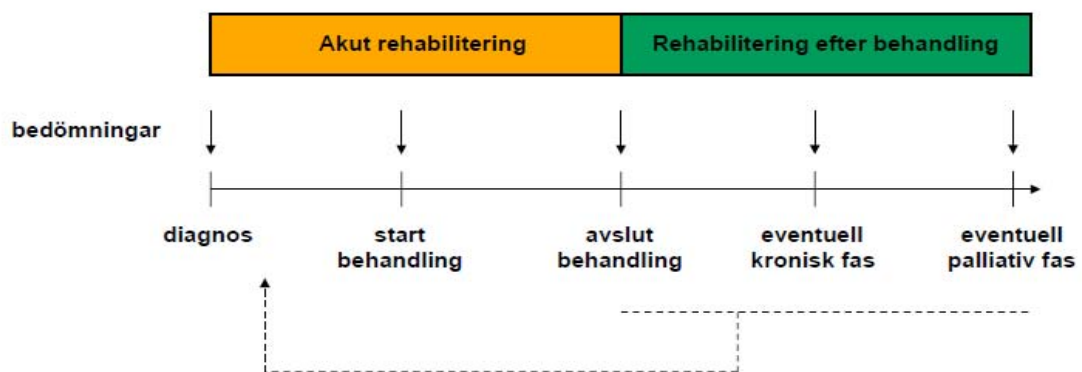 Akut rehabilitering
Rehabilitering efter behandling
bedömningar
diagnos
start
behandling
avslut
behandling
eventuell
kronisk fas
eventuell
palliativ fas